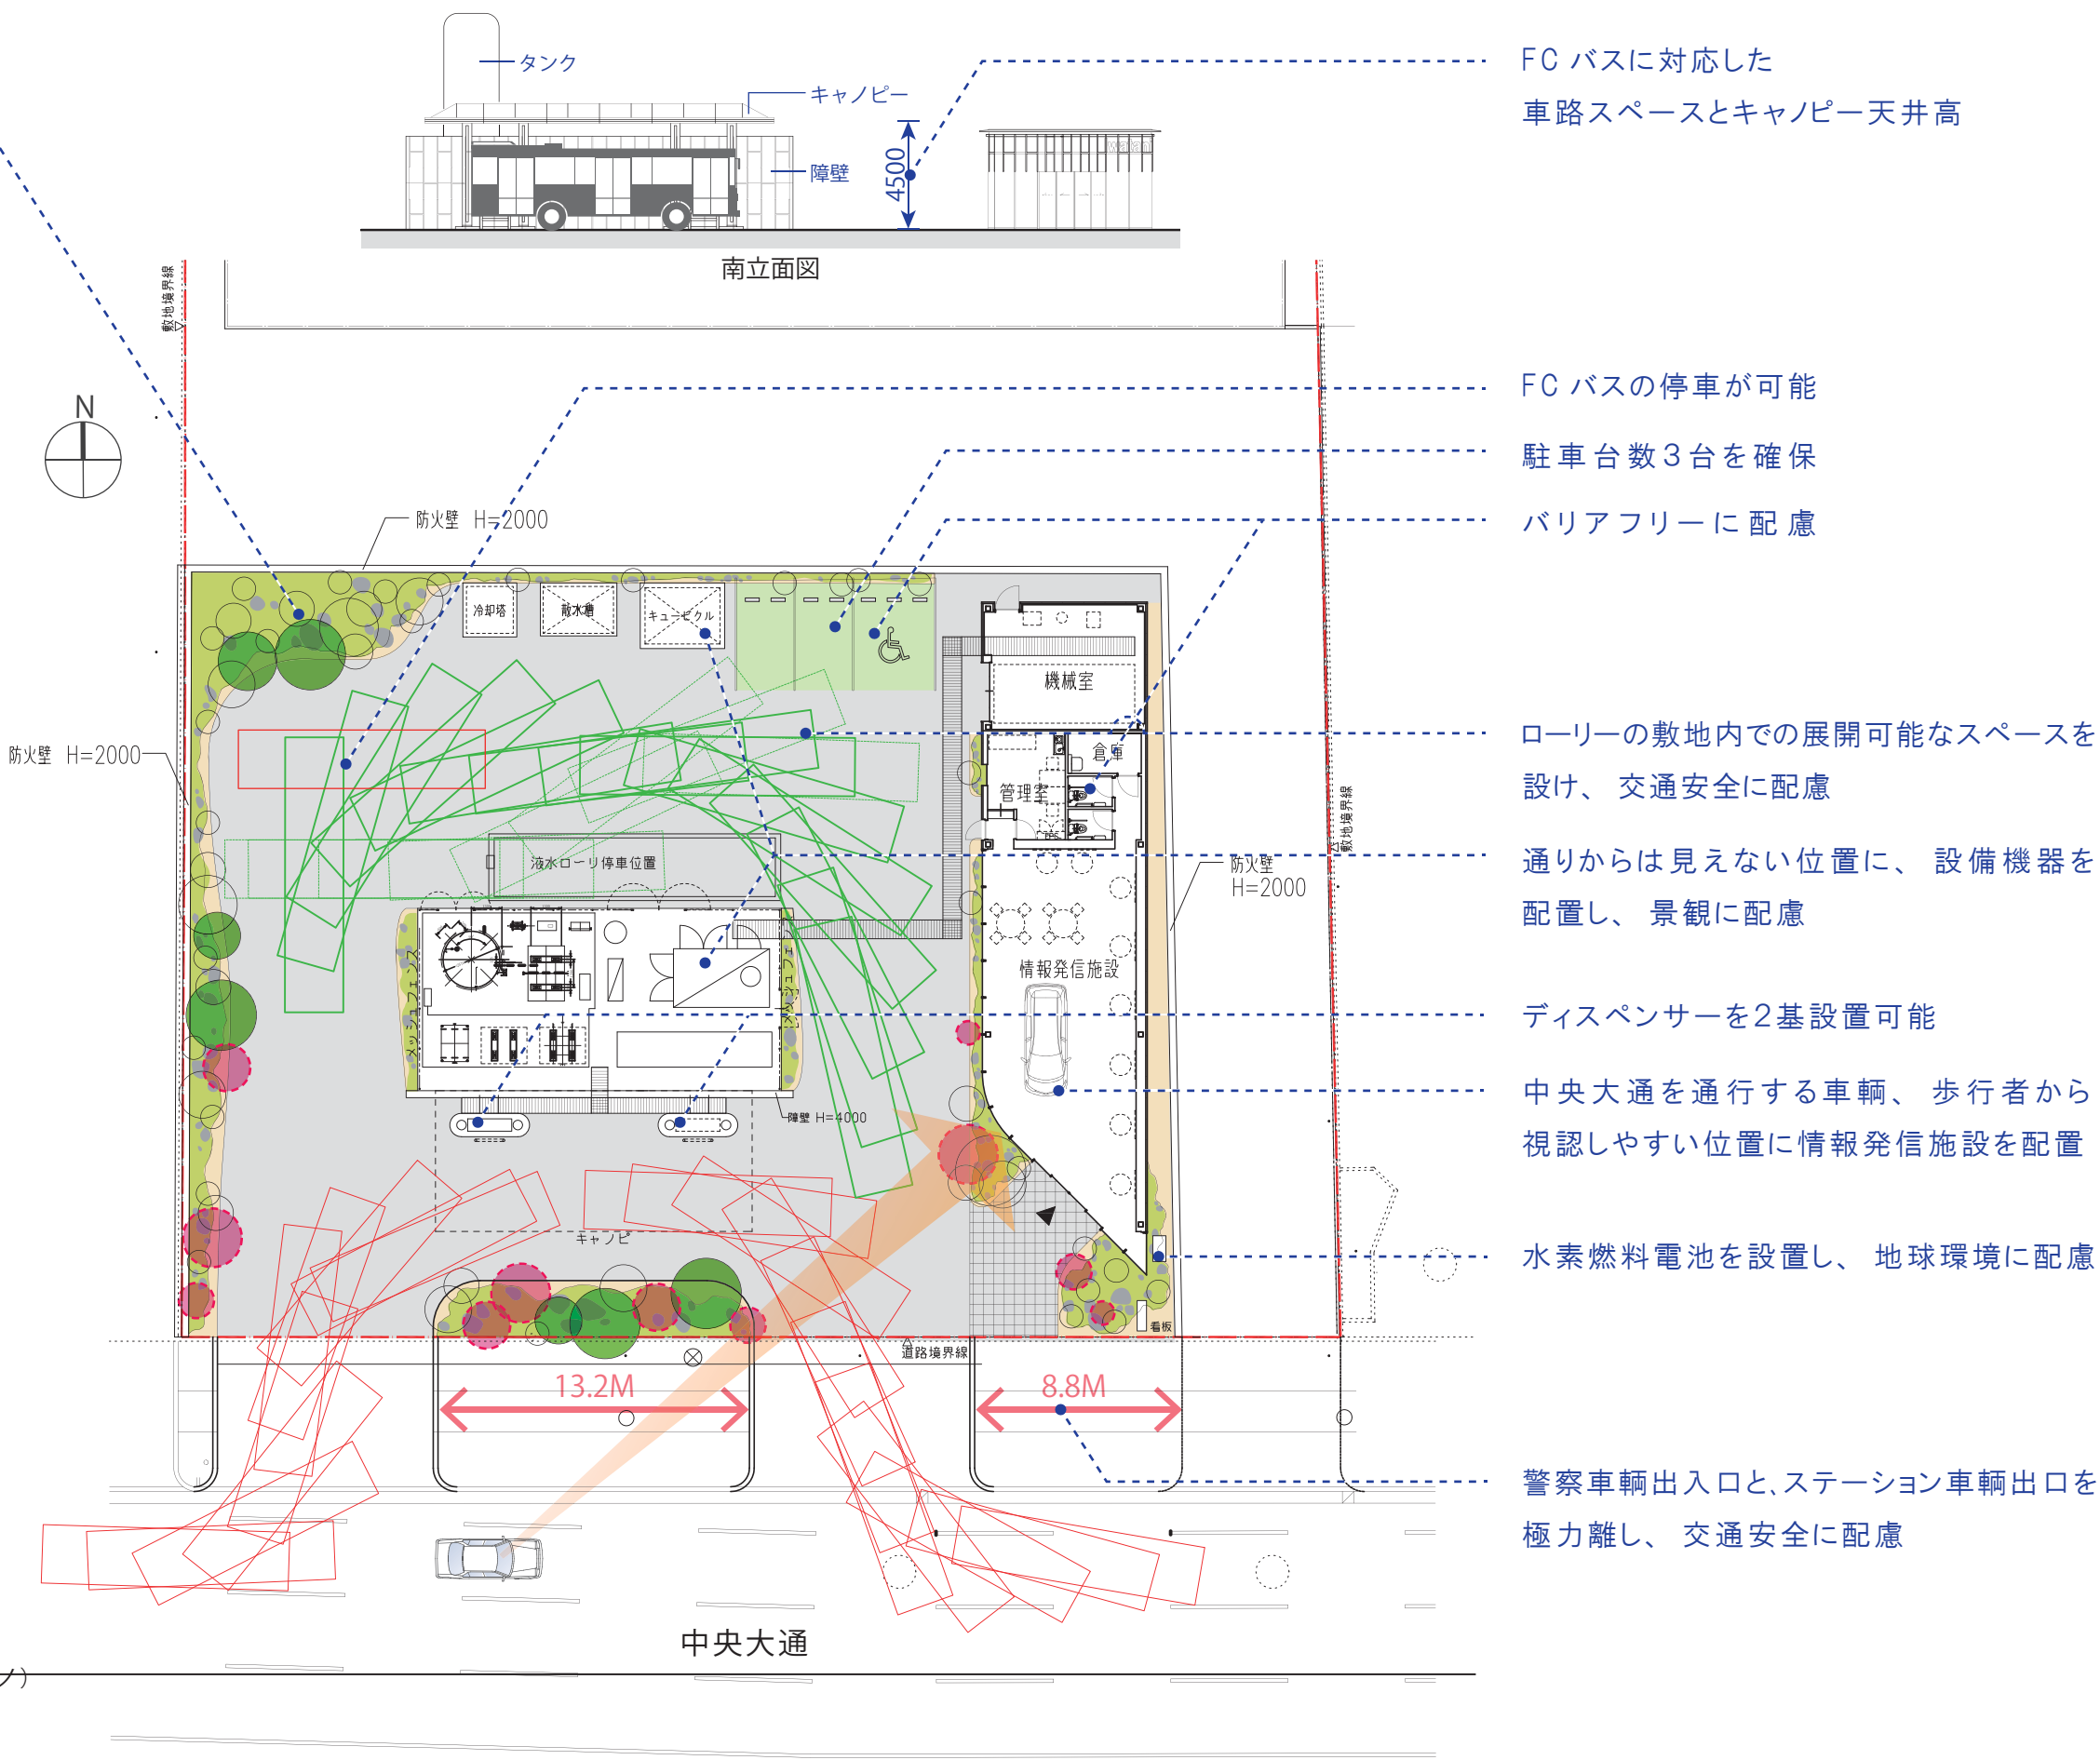 タンク
キャノピー
障壁
4500
南立面図
FC バスに対応した
車路スペースとキャノピー天井高
敷地境界線
N
FC バスの停車が可能
駐車台数3台を確保
バリアフリーに配慮
防火壁 H=2000
冷却塔
散水槽
キュービクル
機械室
防火壁 H=2000
倉庫
管理室
ローリーの敷地内での展開可能なスペースを
設け、交通安全に配慮
敷地境界線
液水ローリ停車位置
防火壁
H=2000
通りからは見えない位置に、設備機器を
配置し、景観に配慮
メッシュフェンス
メッシュフェン
情報発信施設
ディスペンサーを2基設置可能
障壁 H=4000
中央大通を通行する車輌、歩行者から
視認しやすい位置に情報発信施設を配置
キャノピ
水素燃料電池を設置し、地球環境に配慮
看板
道路境界線
13.2M
8.8M
警察車輌出入口と、ステーション車輌出口を
極力離し、交通安全に配慮
中央大通